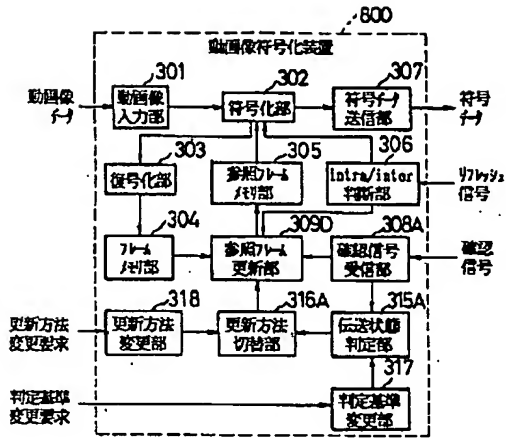 800
動画像符号化装置
301
302
307
動画像
データ
動画像
入力部
符号化部
符号データ
送信部
符号
データ
303
305
306
復号化部
参照フレーム
メモリ部
intra/inter
判断部
リフレッシュ
信号
304
309D
308A
フレーム
メモリ部
参照フレーム
更新部
確認信号
受信部
確認
信号
318
316A
315A
更新方法
変更要求
更新方法
変更部
更新方法
切替部
伝送状態
判定部
317
判定基準
変更要求
判定基準
変更部